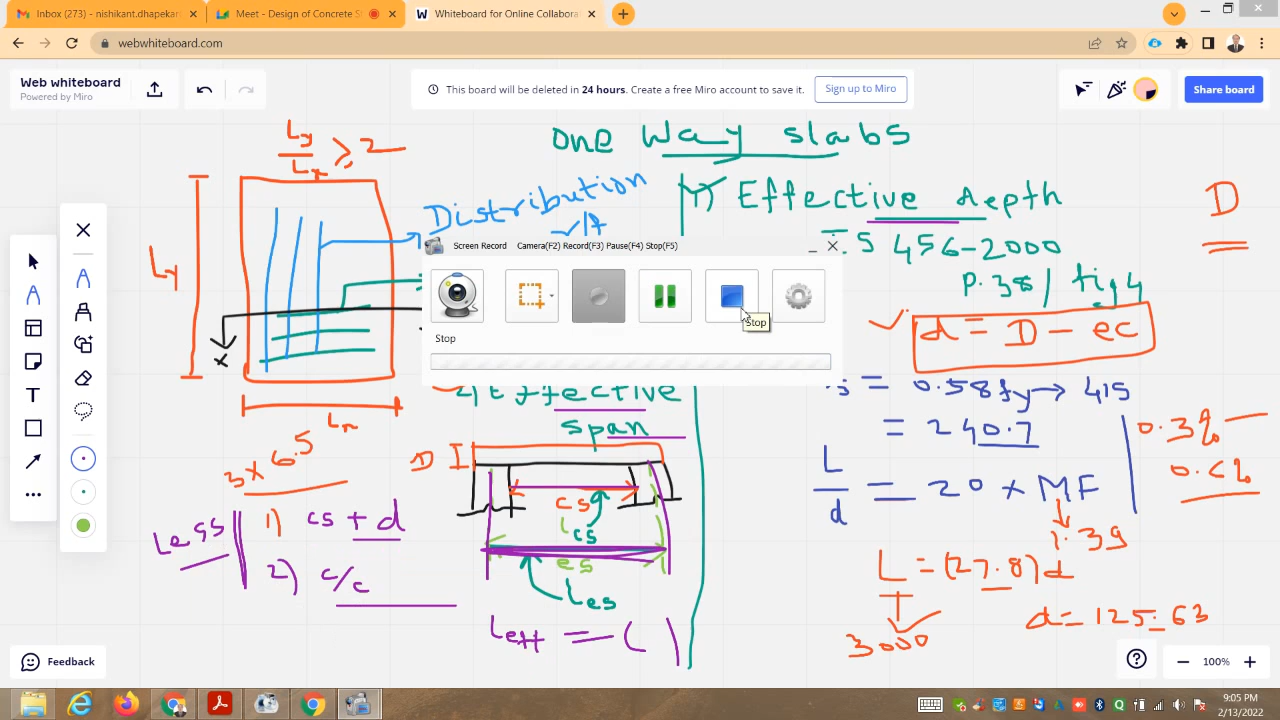 Inbox (273) - nishikant.dhapekar
Meet - Design of Concrete S
Whiteboard for Online Collabora
webwhiteboard.com
Web whiteboard
Powered by Miro
This board will be deleted in 24 hours. Create a free Miro account to save it.
Sign up to Miro
Share board
One Way slabs
Ly
Lx
≥ 2
Distribution
1) Effective depth
D
IS 456-2000
P. 38 / fig 4
d = D - ec
Ly
x
Lx
3 x 6.5
Screen Record Camera(F2) Record(F3) Pause(F4) Stop(F5)
Stop
Stop
2) Effective
span
D
cs
cs
es
Les
Less
1) cs + d
2) c/c
Leff = ( )
= 0.58fy → 415
= 240.7
0.3%
L
d
= 20 x MF
1.39
L = (27.8)d
3000
d = 125.63
T
Feedback
100%
9:05 PM
2/13/2022